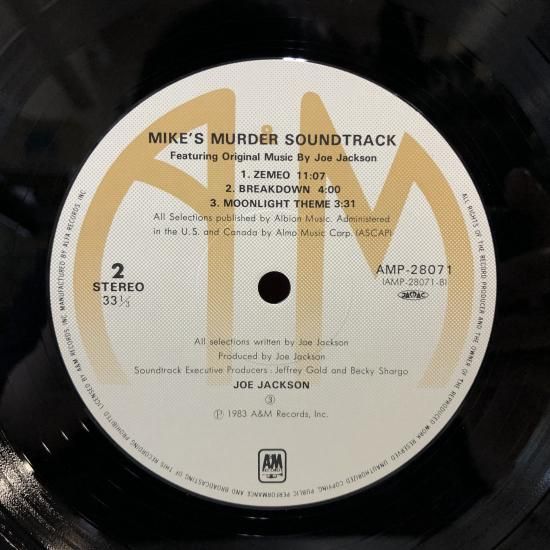 MIKE'S MURDER SOUNDTRACK
Featuring Original Music By Joe Jackson
1. ZEMEO 11:07
2. BREAKDOWN 4:00
3. MOONLIGHT THEME 3:31
All Selections published by Albion Music. Administered
in the U.S. and Canada by Almo Music Corp. (ASCAP)
2
STEREO
33⅓
AMP-28071
(AMP-28071-B)
JASRAC
All selections written by Joe Jackson
Produced by Joe Jackson
Soundtrack Executive Producers : Jeffrey Gold and Becky Shargo
JOE JACKSON
③
Ⓟ 1983 A&M Records, Inc.
A&M
RECORDS
ALL RIGHTS OF THE RECORD PRODUCER AND THE OWNER OF THE REPRODUCED WORK RESERVED. UNAUTHORIZED COPYING, PUBLIC PERFORMANCE AND BROADCASTING OF THIS RECORDING PROHIBITED. LICENSED BY A&M RECORDS, INC. MANUFACTURED BY ALFA RECORDS, INC.